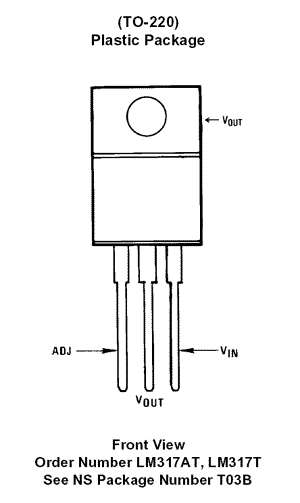 (TO-220)
Plastic Package
VOUT
ADJ
VIN
VOUT
Front View
Order Number LM317AT, LM317T
See NS Package Number T03B